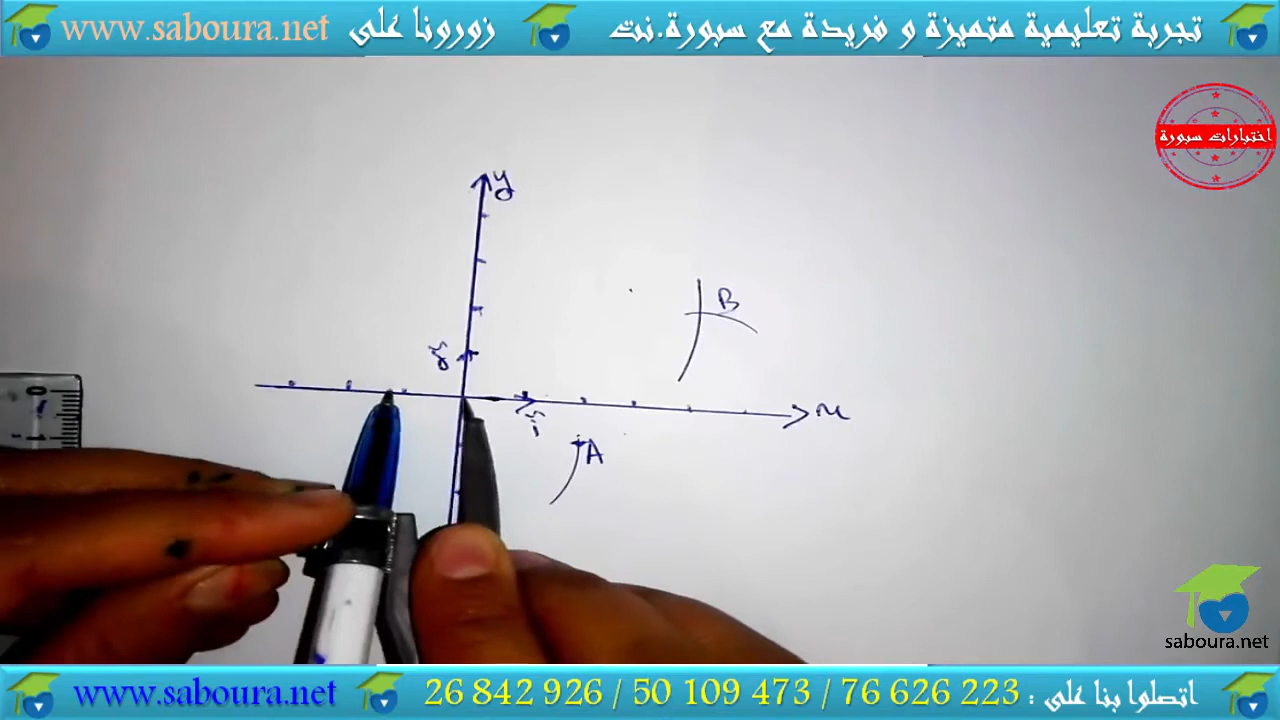 www.saboura.net زورونا على تجربة تعليمية متميزة و فريدة مع سبورة.نت
اختبارات سبورة
y
B
j
x
i
A
0
saboura.net
www.saboura.net اتصلوا بنا على : 26 842 926 / 50 109 473 / 76 626 223